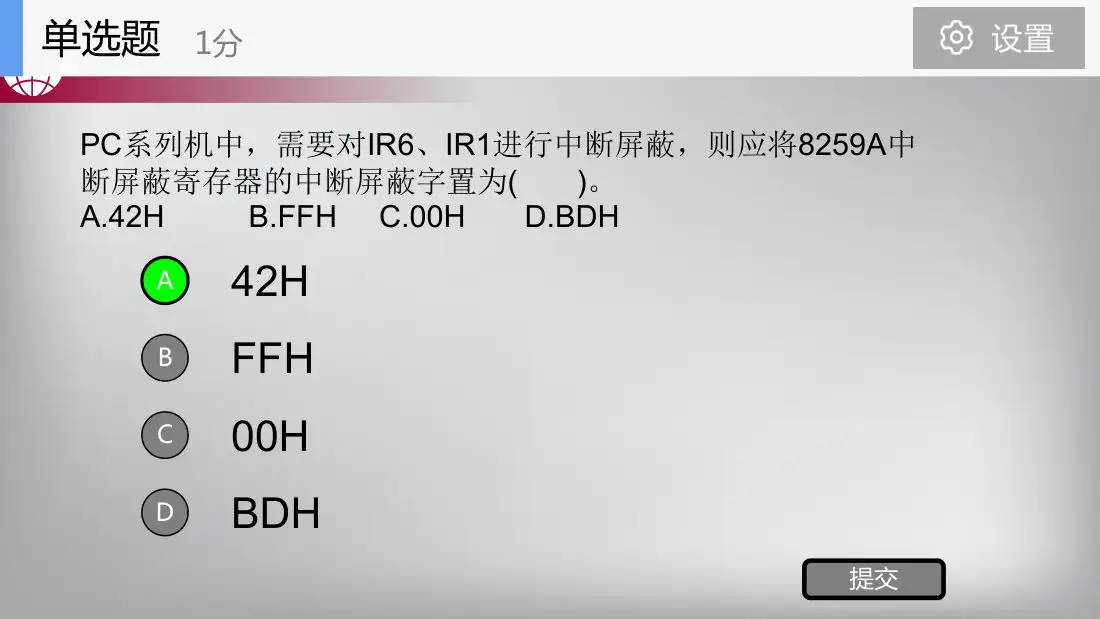 单选题 1分
设置
PC系列机中，需要对IR6、IR1进行中断屏蔽，则应将8259A中
断屏蔽寄存器的中断屏蔽字置为( )。
A.42H B.FFH C.00H D.BDH
A 42H
B FFH
C 00H
D BDH
提交